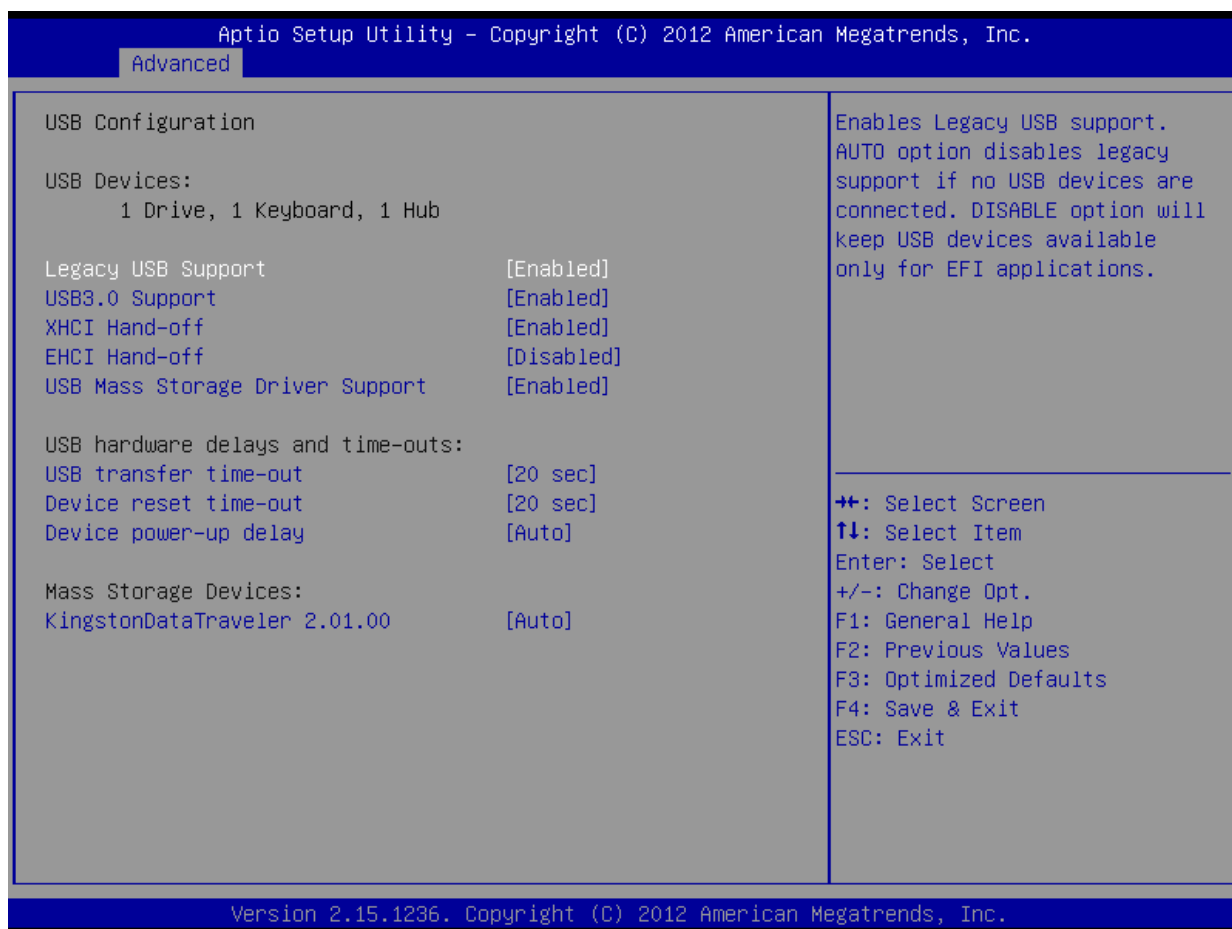 Aptio Setup Utility – Copyright (C) 2012 American Megatrends, Inc.
Advanced
USB Configuration
USB Devices:
1 Drive, 1 Keyboard, 1 Hub
Legacy USB Support [Enabled]
USB3.0 Support [Enabled]
XHCI Hand-off [Enabled]
EHCI Hand-off [Disabled]
USB Mass Storage Driver Support [Enabled]
USB hardware delays and time-outs:
USB transfer time-out [20 sec]
Device reset time-out [20 sec]
Device power-up delay [Auto]
Mass Storage Devices:
KingstonDataTraveler 2.01.00 [Auto]
Enables Legacy USB support.
AUTO option disables legacy
support if no USB devices are
connected. DISABLE option will
keep USB devices available
only for EFI applications.
→←: Select Screen
↑↓: Select Item
Enter: Select
+/-: Change Opt.
F1: General Help
F2: Previous Values
F3: Optimized Defaults
F4: Save & Exit
ESC: Exit
Version 2.15.1236. Copyright (C) 2012 American Megatrends, Inc.